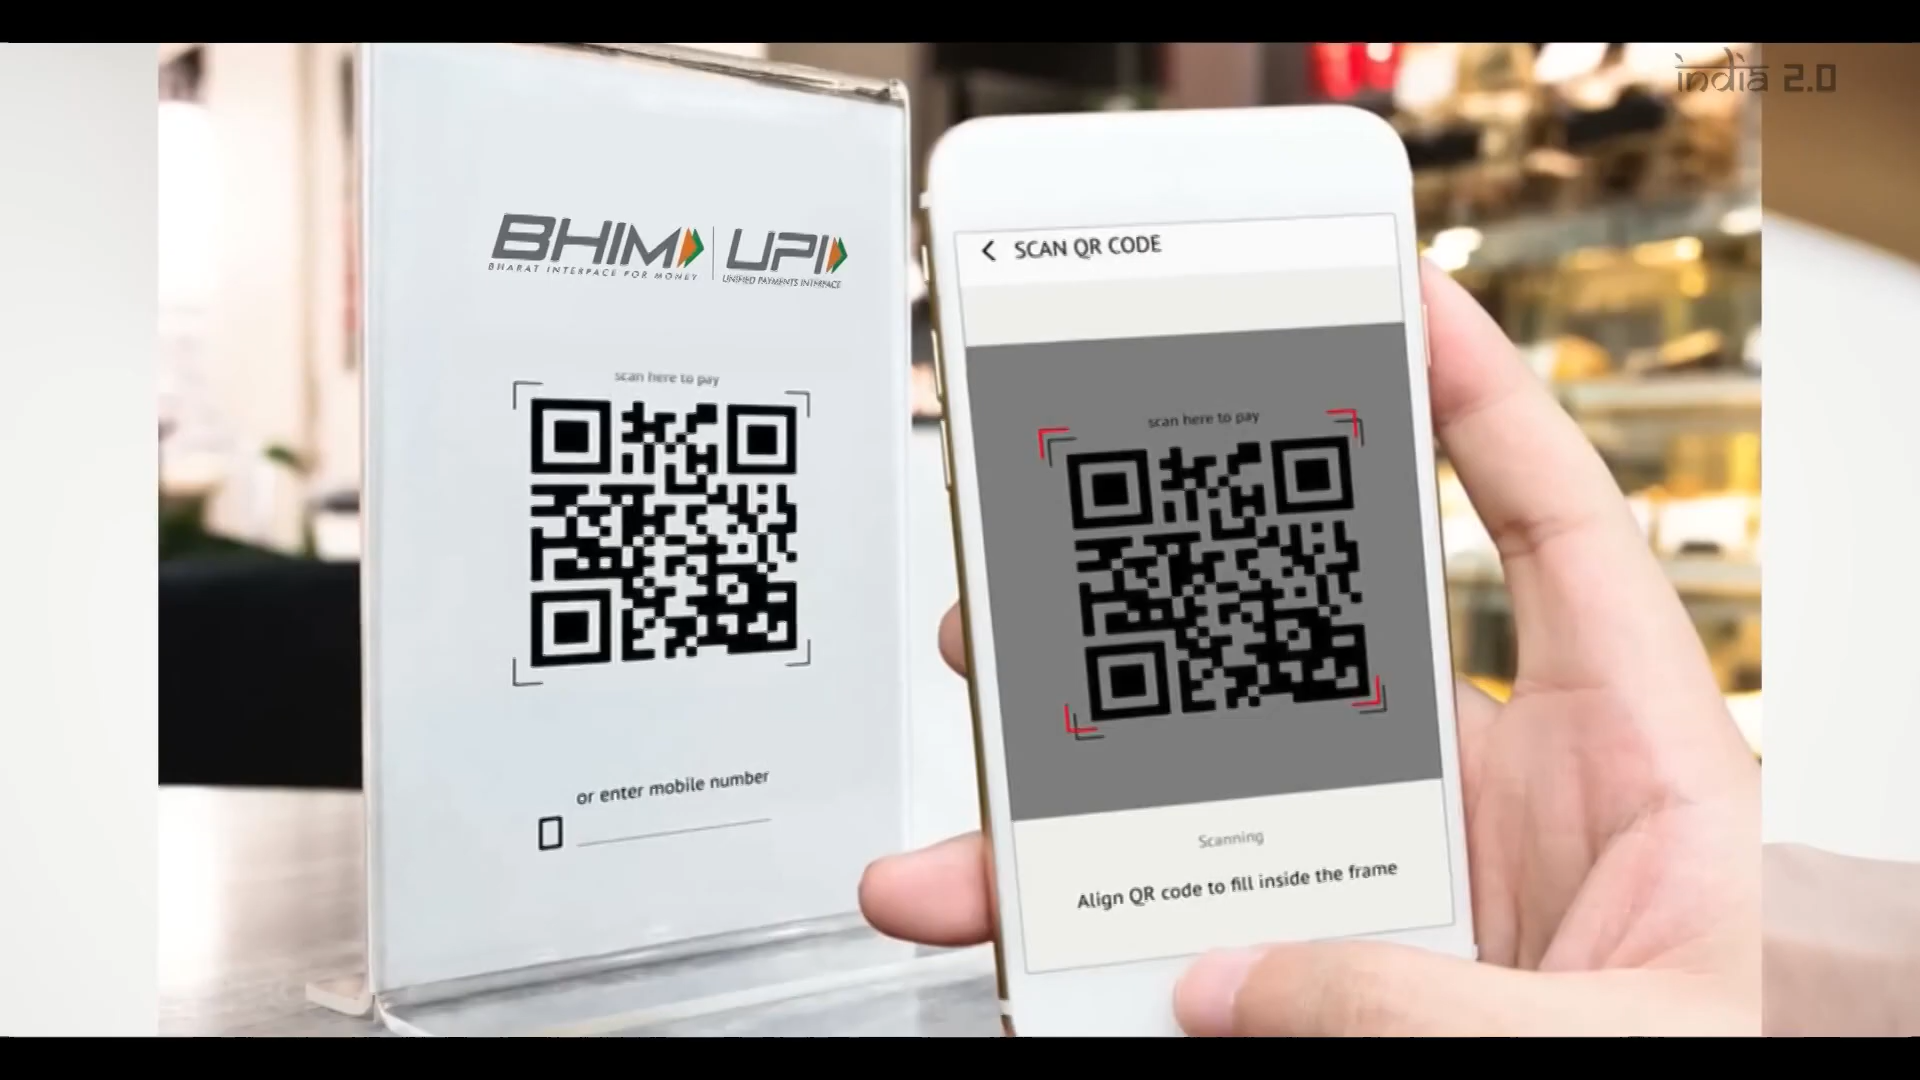 india 2.0
BHIM UPI
BHARAT INTERFACE FOR MONEY UNIFIED PAYMENTS INTERFACE
scan here to pay
or enter mobile number
SCAN QR CODE
scan here to pay
Scanning
Align QR code to fill inside the frame